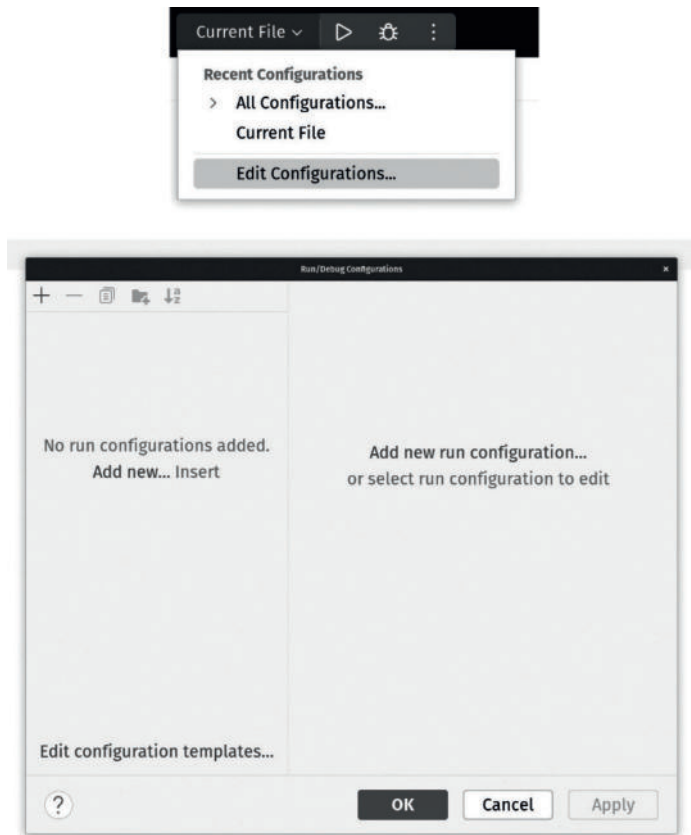 Current File
Recent Configurations
All Configurations...
Current File
Edit Configurations...
Run/Debug Configurations
No run configurations added.
Add new... Insert
Add new run configuration...
or select run configuration to edit
Edit configuration templates...
?
OK
Cancel
Apply